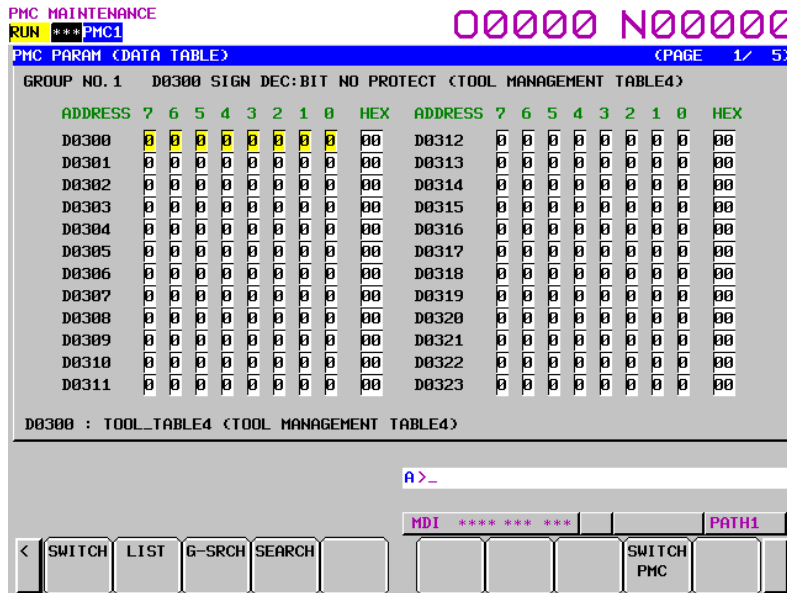 PMC MAINTENANCE
O0000 N00000
RUN *** PMC1
PMC PARAM (DATA TABLE) (PAGE 1/ 5)
GROUP NO.1 D0300 SIGN DEC:BIT NO PROTECT (TOOL MANAGEMENT TABLE4)
ADDRESS 7 6 5 4 3 2 1 0 HEX ADDRESS 7 6 5 4 3 2 1 0 HEX
D0300 0 0 0 0 0 0 0 0 00 D0312 0 0 0 0 0 0 0 0 00
D0301 0 0 0 0 0 0 0 0 00 D0313 0 0 0 0 0 0 0 0 00
D0302 0 0 0 0 0 0 0 0 00 D0314 0 0 0 0 0 0 0 0 00
D0303 0 0 0 0 0 0 0 0 00 D0315 0 0 0 0 0 0 0 0 00
D0304 0 0 0 0 0 0 0 0 00 D0316 0 0 0 0 0 0 0 0 00
D0305 0 0 0 0 0 0 0 0 00 D0317 0 0 0 0 0 0 0 0 00
D0306 0 0 0 0 0 0 0 0 00 D0318 0 0 0 0 0 0 0 0 00
D0307 0 0 0 0 0 0 0 0 00 D0319 0 0 0 0 0 0 0 0 00
D0308 0 0 0 0 0 0 0 0 00 D0320 0 0 0 0 0 0 0 0 00
D0309 0 0 0 0 0 0 0 0 00 D0321 0 0 0 0 0 0 0 0 00
D0310 0 0 0 0 0 0 0 0 00 D0322 0 0 0 0 0 0 0 0 00
D0311 0 0 0 0 0 0 0 0 00 D0323 0 0 0 0 0 0 0 0 00
D0300 : TOOL_TABLE4 (TOOL MANAGEMENT TABLE4)
A>_
MDI **** *** *** PATH1
< SWITCH LIST G-SRCH SEARCH SWITCH
PMC